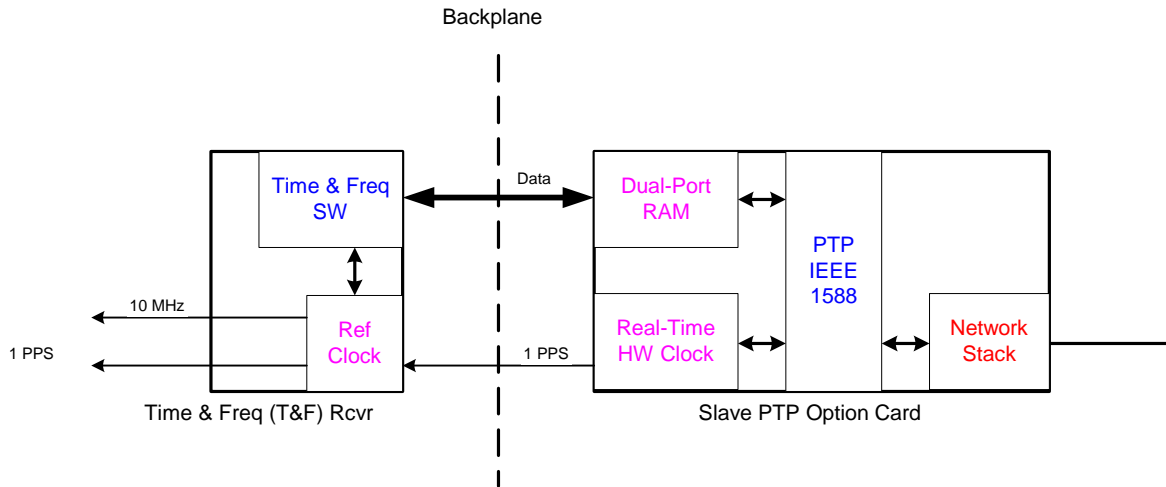 Backplane
Time & Freq
SW
Data
Dual-Port
RAM
PTP
IEEE
1588
10 MHz
1 PPS
Ref
Clock
1 PPS
Real-Time
HW Clock
Network
Stack
Time & Freq (T&F) Rcvr
Slave PTP Option Card